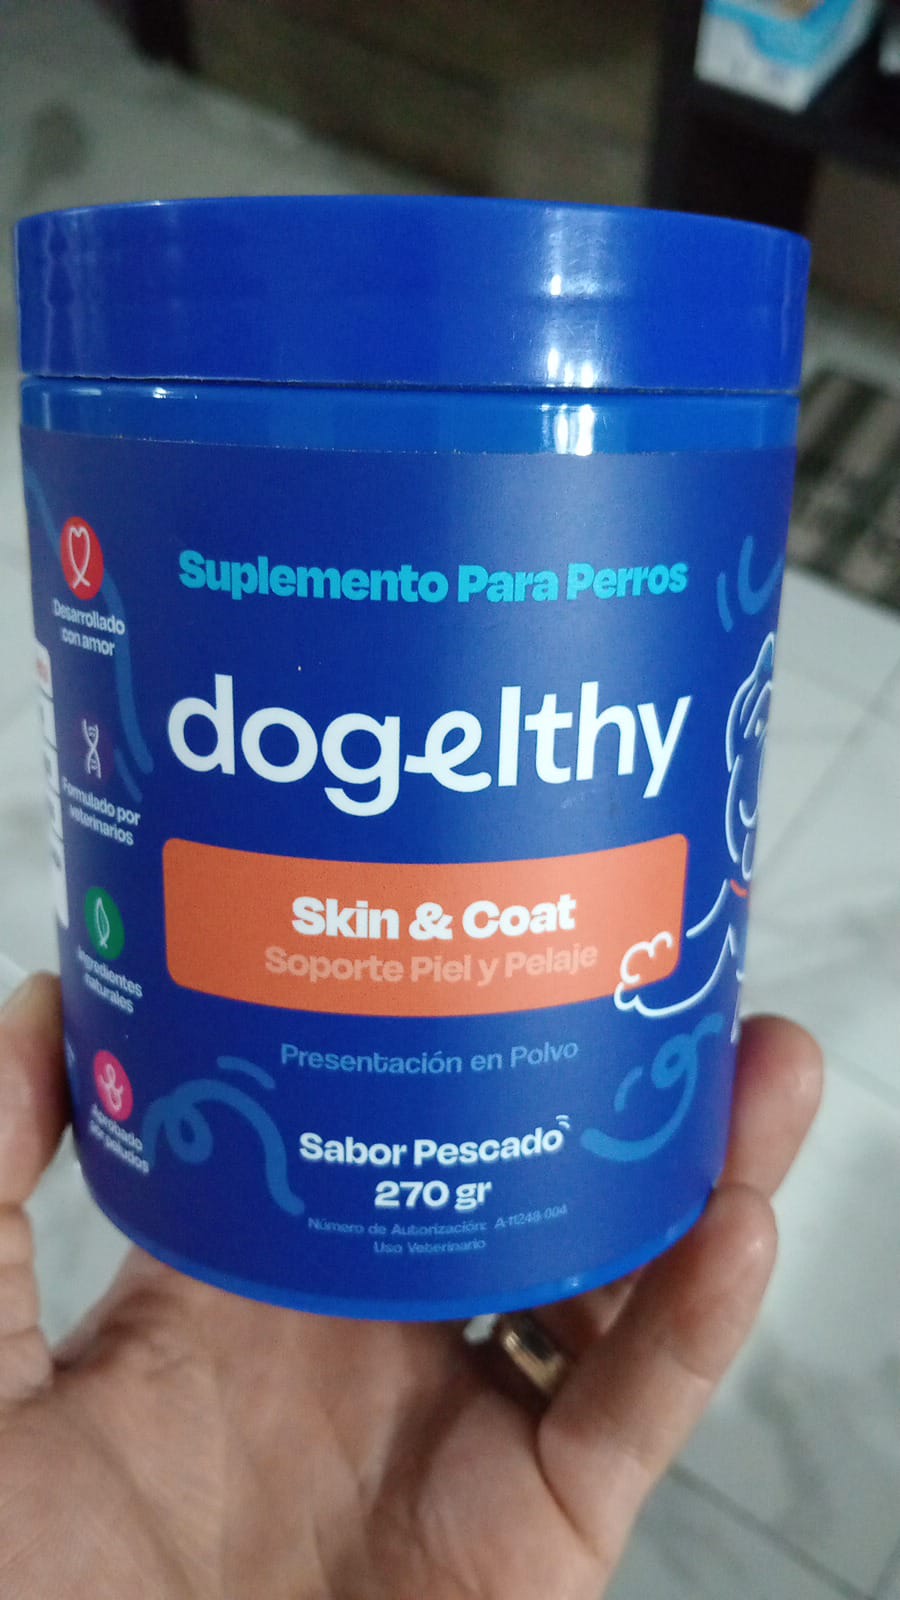 Suplemento Para Perros
dogelthy
Skin & Coat
Soporte Piel y Pelaje
Presentación en Polvo
Sabor Pescado
270 gr
Número de Autorización: A-11248-004
Uso Veterinario
Desarrollado
con amor
Formulado por
veterinarios
Ingredientes
naturales
Aprobado
por peludos